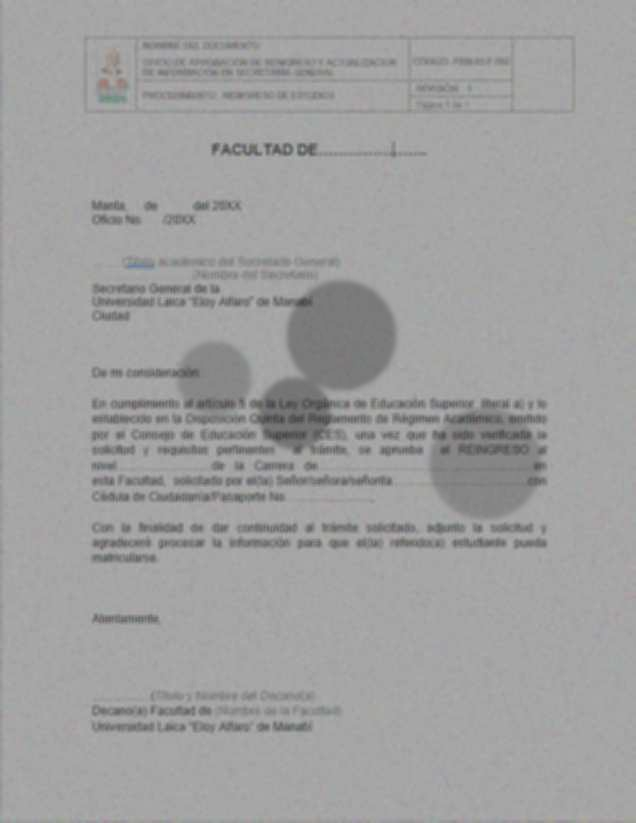 NOMBRE DEL DOCUMENTO:
OFICIO DE APROBACIÓN DE REINGRESO Y ACTUALIZACIÓN
DE INFORMACIÓN EN SECRETARÍA GENERAL
CÓDIGO:
PROCEDIMIENTO: REINGRESO DE ESTUDIOS
REVISIÓN: 1
Página 1 de 1
FACULTAD DE……………………
Manta, de del 20XX
Oficio No. /20XX
…….(Título académico del Secretario General)
(Nombre del Secretario)
Secretario General de la
Universidad Laica "Eloy Alfaro" de Manabí
Ciudad
De mi consideración:
En cumplimiento al artículo 5 de la Ley Orgánica de Educación Superior, literal a) y lo
establecido en la Disposición Quinta del Reglamento de Régimen Académico, emitido
por el Consejo de Educación Superior (CES), una vez que ha sido verificada la
solicitud y requisitos pertinentes al trámite, se aprueba el REINGRESO al
nivel…………………… de la Carrera de…………………………………………………… en
esta Facultad, solicitado por el(la) Señor/señora/señorita……………………………con
Cédula de Ciudadanía/Pasaporte No. …………………….
Con la finalidad de dar continuidad al trámite solicitado, adjunto la solicitud y
agradeceré procesar la información para que el(la) referido(a) estudiante pueda
matricularse.
Atentamente,
……………(Título y Nombre del Decano(a)
Decano(a) Facultad de (Nombre de la Facultad)
Universidad Laica "Eloy Alfaro" de Manabí